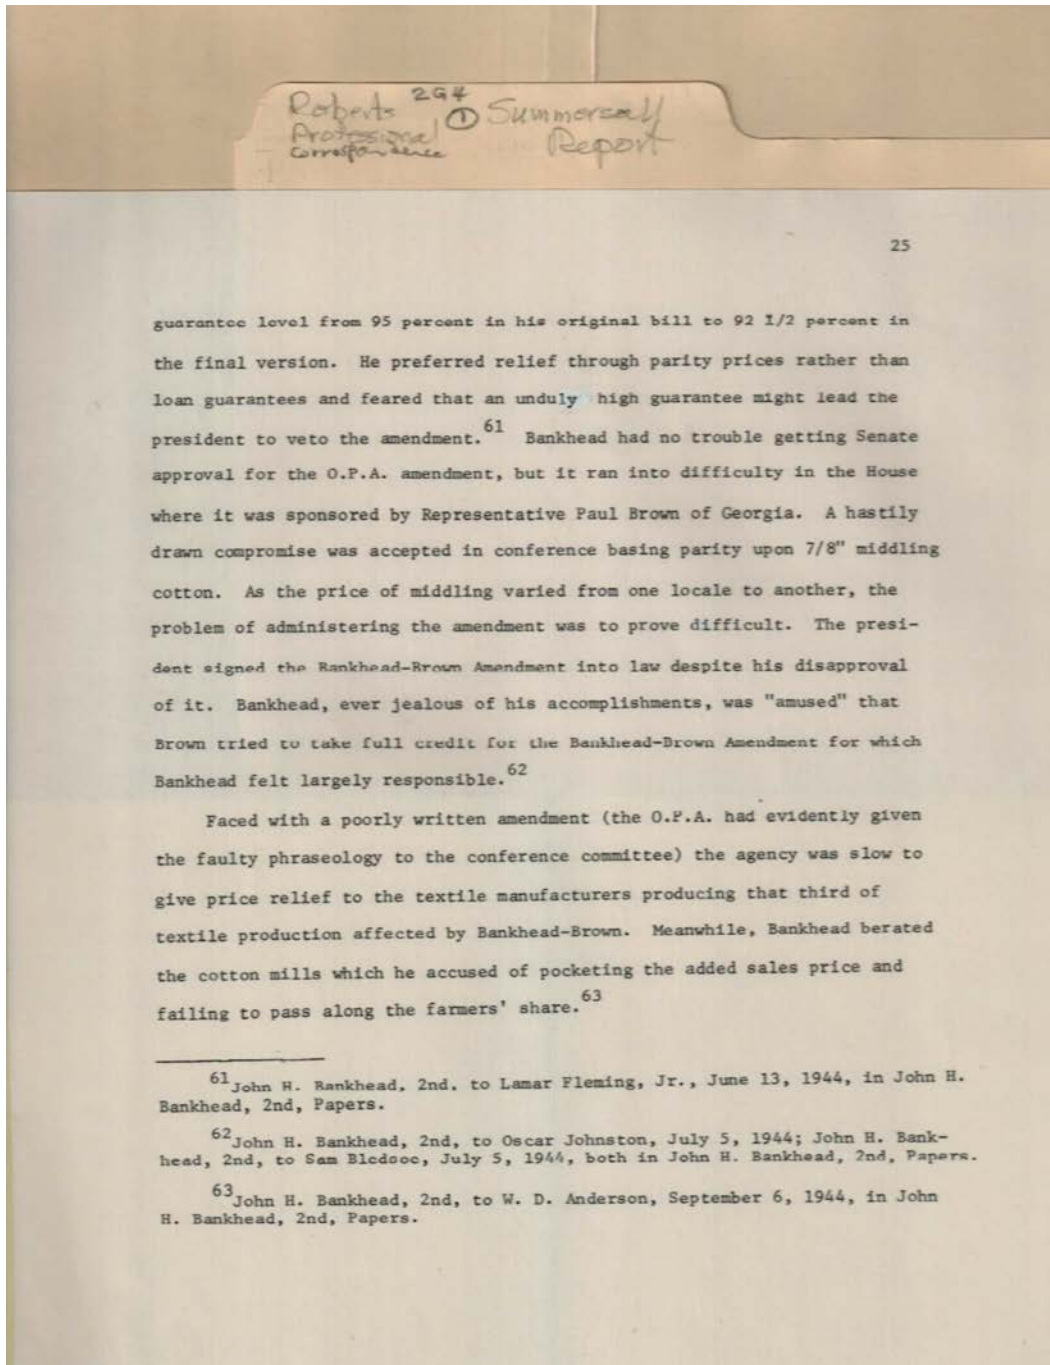 Roberts 2G4 ① Summersell
Professional Report
Correspondence
25
guarantee level from 95 percent in his original bill to 92 1/2 percent in
the final version. He preferred relief through parity prices rather than
loan guarantees and feared that an unduly high guarantee might lead the
president to veto the amendment.61 Bankhead had no trouble getting Senate
approval for the O.P.A. amendment, but it ran into difficulty in the House
where it was sponsored by Representative Paul Brown of Georgia. A hastily
drawn compromise was accepted in conference basing parity upon 7/8" middling
cotton. As the price of middling varied from one locale to another, the
problem of administering the amendment was to prove difficult. The presi-
dent signed the Bankhead-Brown Amendment into law despite his disapproval
of it. Bankhead, ever jealous of his accomplishments, was "amused" that
Brown tried to take full credit for the Bankhead-Brown Amendment for which
Bankhead felt largely responsible.62
Faced with a poorly written amendment (the O.P.A. had evidently given
the faulty phraseology to the conference committee) the agency was slow to
give price relief to the textile manufacturers producing that third of
textile production affected by Bankhead-Brown. Meanwhile, Bankhead berated
the cotton mills which he accused of pocketing the added sales price and
failing to pass along the farmers' share.63
61John H. Bankhead, 2nd, to Lamar Fleming, Jr., June 13, 1944, in John H.
Bankhead, 2nd, Papers.
62John H. Bankhead, 2nd, to Oscar Johnston, July 5, 1944; John H. Bank-
head, 2nd, to Sam Bledsoe, July 5, 1944, both in John H. Bankhead, 2nd, Papers.
63John H. Bankhead, 2nd, to W. D. Anderson, September 6, 1944, in John
H. Bankhead, 2nd, Papers.